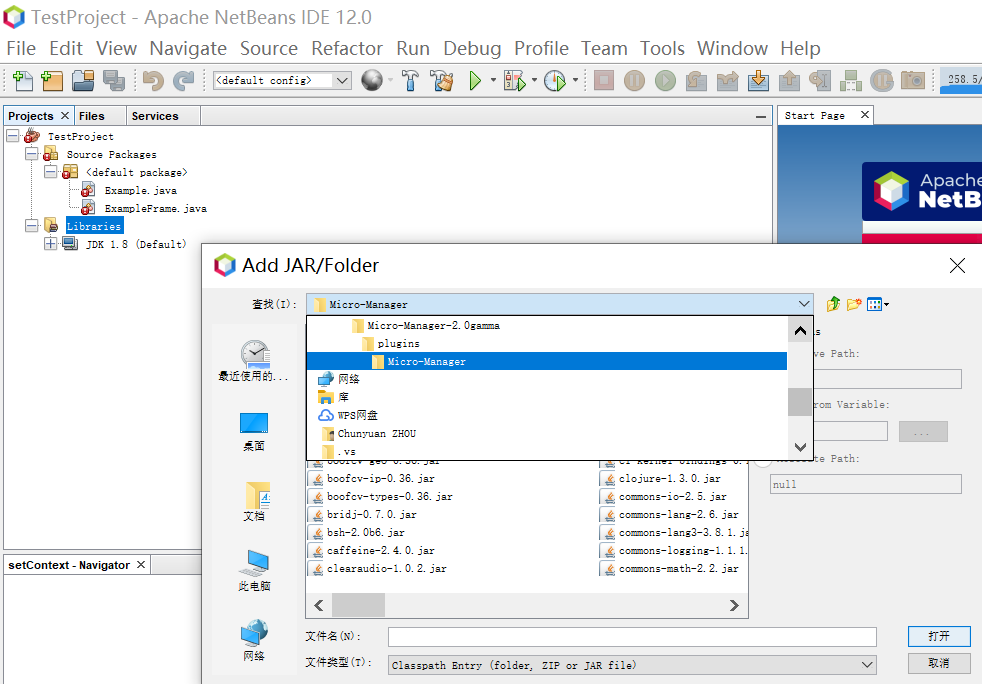 TestProject - Apache NetBeans IDE 12.0
File Edit View Navigate Source Refactor Run Debug Profile Team Tools Window Help
<default config>
258.5/
Projects Files Services
Start Page
TestProject
Source Packages
<default package>
Example.java
ExampleFrame.java
Libraries
JDK 1.8 (Default)
Apache
NetB
Add JAR/Folder
查找(I):
Micro-Manager
Micro-Manager-2.0gamma
plugins
Micro-Manager
网络
库
WPS网盘
Chunyuan ZHOU
.vs
最近使用的...
桌面
文档
此电脑
网络
ve Path:
rom Variable:
...
te Path:
null
boofcv-geo-0.36.jar
boofcv-ip-0.36.jar
boofcv-types-0.36.jar
bridj-0.7.0.jar
bsh-2.0b6.jar
caffeine-2.4.0.jar
clearaudio-1.0.2.jar
clojure-1.3.0.jar
commons-io-2.5.jar
commons-lang-2.6.jar
commons-lang3-3.8.1.ja
commons-logging-1.1.1.
commons-math-2.2.jar
setContext - Navigator
文件名(N):
打开
文件类型(T):
Classpath Entry (folder, ZIP or JAR file)
取消